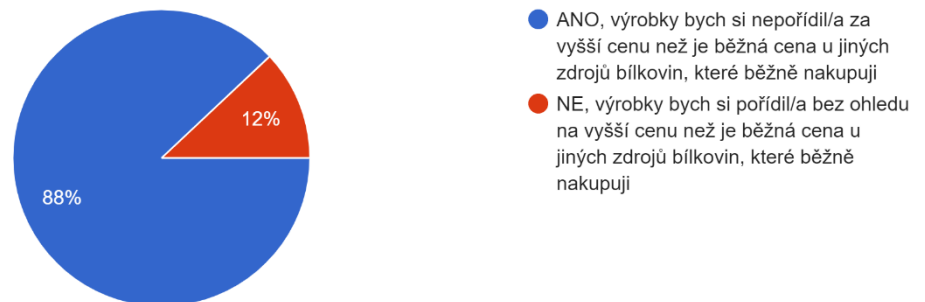 88%
12%
ANO, výrobky bych si nepořídil/a za
vyšší cenu než je běžná cena u jiných
zdrojů bílkovin, které běžně nakupuji
NE, výrobky bych si pořídil/a bez ohledu
na vyšší cenu než je běžná cena u
jiných zdrojů bílkovin, které běžně
nakupuji